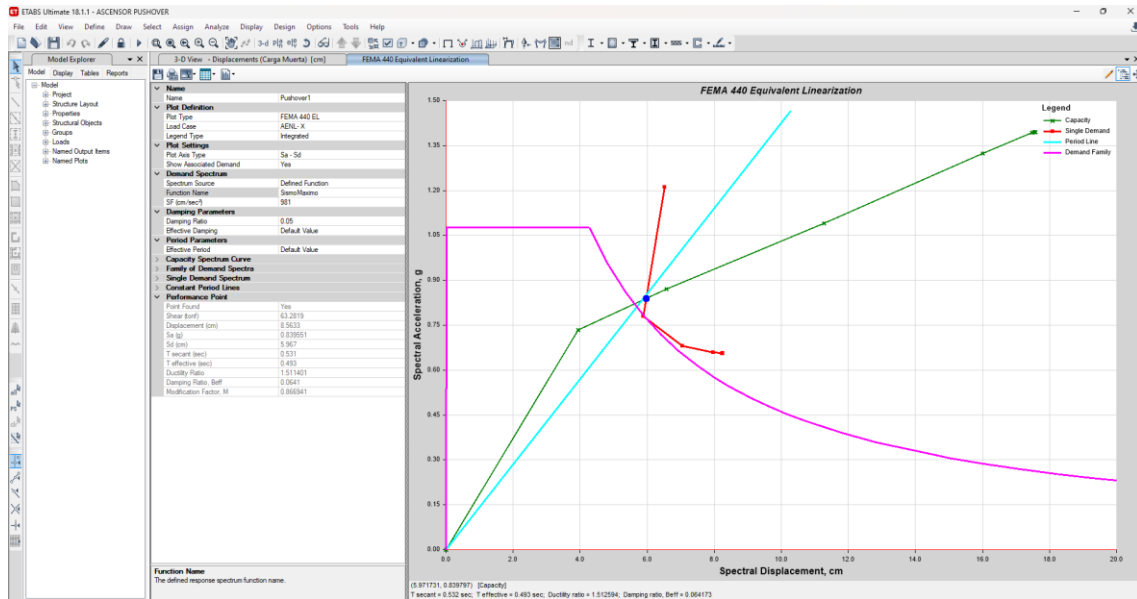 ETABS Ultimate 18.1.1 - ASCENSOR PUSHOVER
File Edit View Define Draw Select Assign Analyze Display Design Options Tools Help
3-d
nd
Model Explorer
3-D View - Displacements (Carga Muerta) [cm]
FEMA 440 Equivalent Linearization
Model Display Tables Reports
Model
Project
Structure Layout
Properties
Structural Objects
Groups
Loads
Named Output Items
Named Plots
Name
Name Pushover1
Plot Definition
Plot Type FEMA 440 EL
Load Case AENL- X
Legend Type Integrated
Plot Settings
Plot Axis Type Sa - Sd
Show Associated Demand Yes
Demand Spectrum
Spectrum Source Defined Function
Function Name SismoMaximo
SF (cm/sec²) 981
Damping Parameters
Damping Ratio 0.05
Effective Damping Default Value
Period Parameters
Effective Period Default Value
Capacity Spectrum Curve
Family of Demand Spectra
Single Demand Spectrum
Constant Period Lines
Performance Point
Point Found Yes
Shear (tonf) 63.2819
Displacement (cm) 8.5633
Sa (g) 0.839551
Sd (cm) 5.967
T secant (sec) 0.531
T effective (sec) 0.493
Ductility Ratio 1.511401
Damping Ratio, Beff 0.0641
Modification Factor, M 0.866941
Function Name
The defined response spectrum function name.
FEMA 440 Equivalent Linearization
Legend
Capacity
Single Demand
Period Line
Demand Family
Spectral Acceleration, g
1.50
1.35
1.20
1.05
0.90
0.75
0.60
0.45
0.30
0.15
0.00
0.0 2.0 4.0 6.0 8.0 10.0 12.0 14.0 16.0 18.0 20.0
Spectral Displacement, cm
(5.971731, 0.839797) [Capacity]
T secant = 0.532 sec; T effective = 0.493 sec; Ductility ratio = 1.512594; Damping ratio, Beff = 0.064173